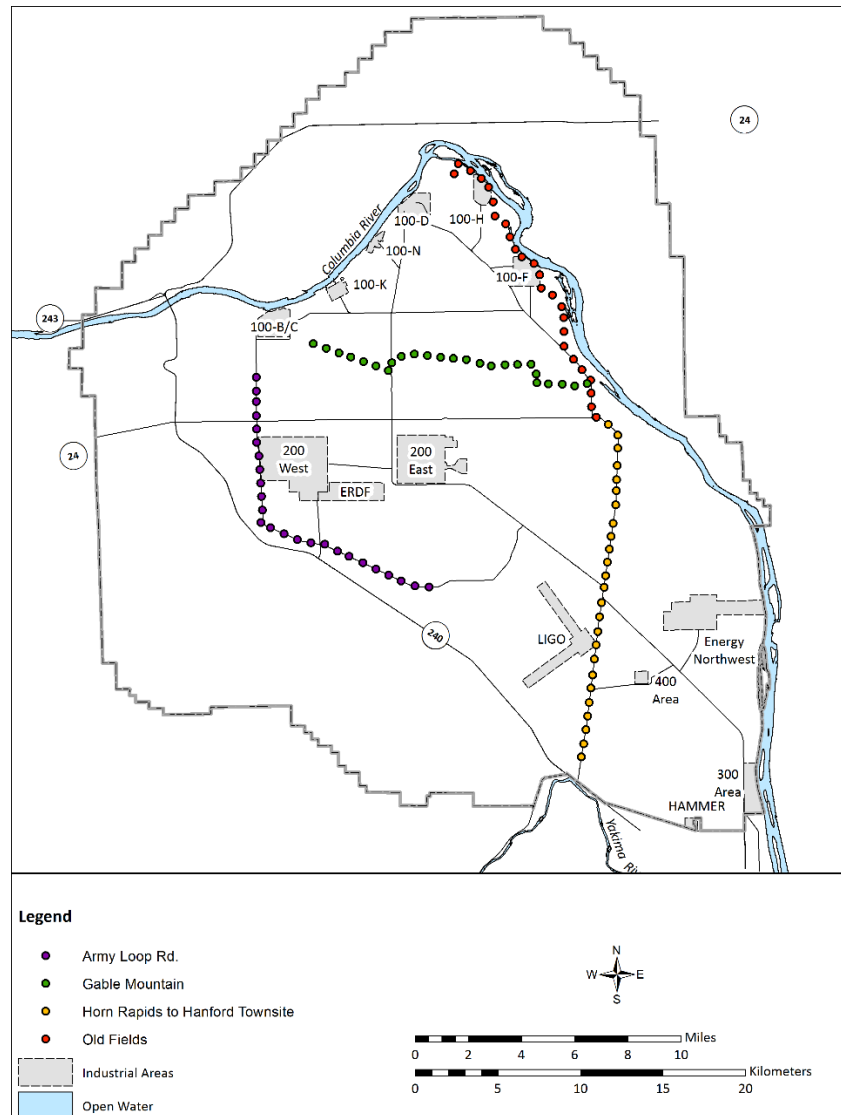 24
Columbia River
100-H
100-D
100-N
100-F
100-K
243
100-B/C
24
200
West
200
East
ERDF
LIGO
240
Energy
Northwest
400
Area
300
Area
HAMMER
Yakima Riv
Legend
Army Loop Rd.
Gable Mountain
Horn Rapids to Hanford Townsite
Old Fields
Industrial Areas
Open Water
N
W E
S
Miles
0 2 4 6 8 10
Kilometers
0 5 10 15 20